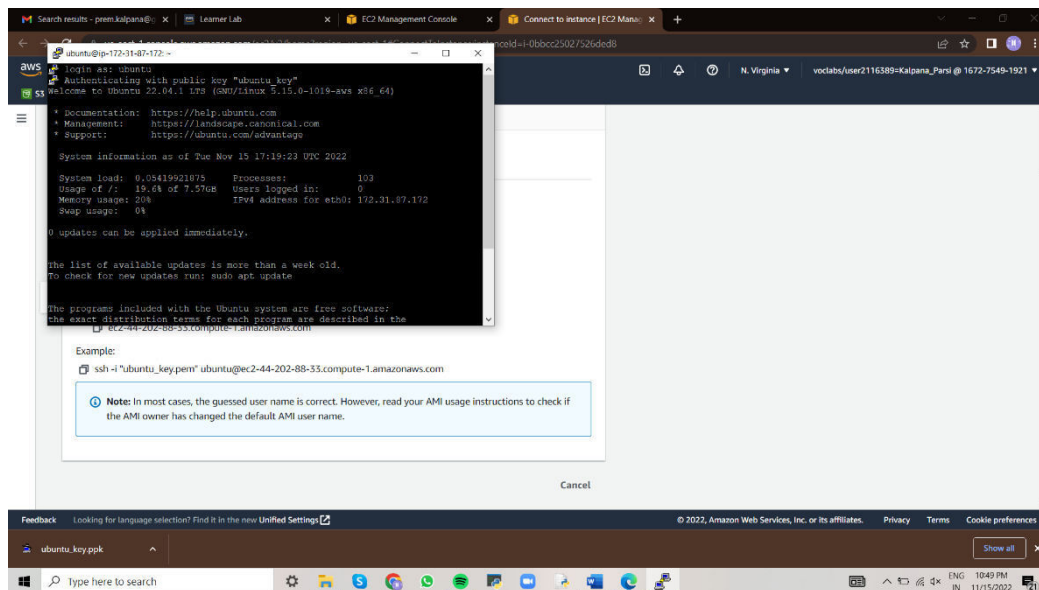 Search results - prem.kalpana@g
Learner Lab
EC2 Management Console
Connect to instance | EC2 Manag
nceId=i-0bbcc25027526ded8
aws
N. Virginia
voclabs/user2116389=Kalpana_Parsi @ 1672-7549-1921
S3
ubuntu@ip-172-31-87-172: ~
login as: ubuntu
Authenticating with public key "ubuntu_key"
Welcome to Ubuntu 22.04.1 LTS (GNU/Linux 5.15.0-1019-aws x86_64)
* Documentation: https://help.ubuntu.com
* Management: https://landscape.canonical.com
* Support: https://ubuntu.com/advantage
System information as of Tue Nov 15 17:19:23 UTC 2022
System load: 0.05419921875 Processes: 103
Usage of /: 19.6% of 7.57GB Users logged in: 0
Memory usage: 20% IPv4 address for eth0: 172.31.87.172
Swap usage: 0%
0 updates can be applied immediately.
The list of available updates is more than a week old.
To check for new updates run: sudo apt update
The programs included with the Ubuntu system are free software;
the exact distribution terms for each program are described in the
ec2-44-202-88-33.compute-1.amazonaws.com
Example:
ssh -i "ubuntu_key.pem" ubuntu@ec2-44-202-88-33.compute-1.amazonaws.com
Note: In most cases, the guessed user name is correct. However, read your AMI usage instructions to check if
the AMI owner has changed the default AMI user name.
Cancel
Feedback
Looking for language selection? Find it in the new Unified Settings
© 2022, Amazon Web Services, Inc. or its affiliates.
Privacy
Terms
Cookie preferences
ubuntu_key.ppk
Show all
Type here to search
ENG
IN
10:49 PM
11/15/2022
21